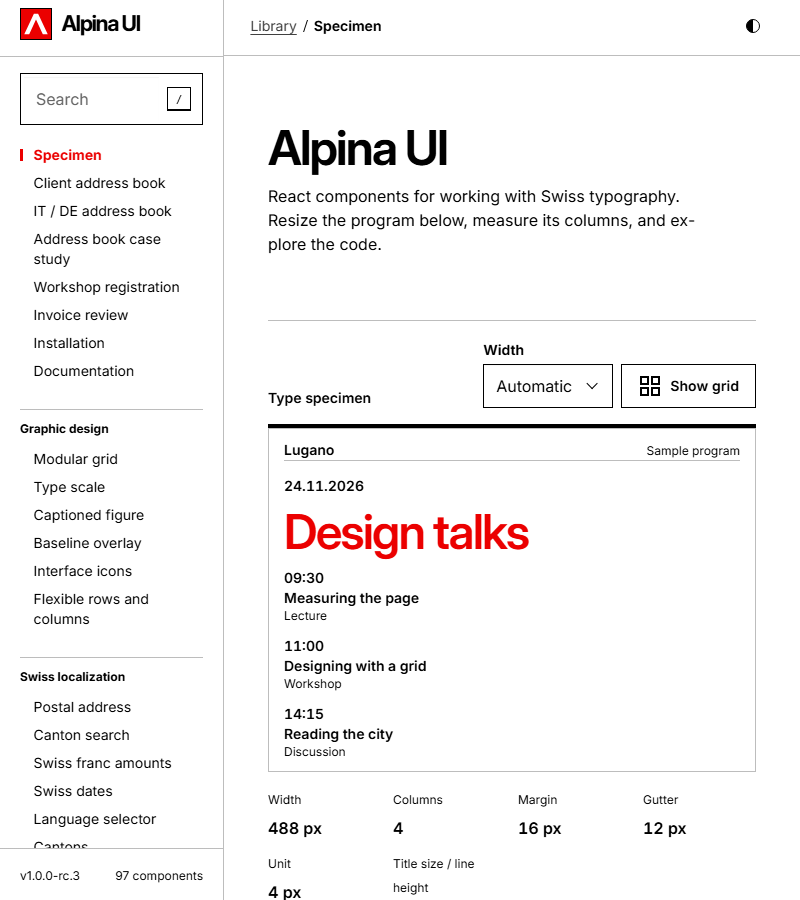 Alpina UI
Library / Specimen
Search /
Specimen
Client address book
IT / DE address book
Address book case
study
Workshop registration
Invoice review
Installation
Documentation
Graphic design
Modular grid
Type scale
Captioned figure
Baseline overlay
Interface icons
Flexible rows and
columns
Swiss localization
Postal address
Canton search
Swiss franc amounts
Swiss dates
Language selector
Cantons
v1.0.0-rc.3 97 components
Alpina UI
React components for working with Swiss typography.
Resize the program below, measure its columns, and ex-
plore the code.
Type specimen
Width
Automatic
Show grid
Lugano Sample program
24.11.2026
Design talks
09:30
Measuring the page
Lecture
11:00
Designing with a grid
Workshop
14:15
Reading the city
Discussion
Width Columns Margin Gutter
488 px 4 16 px 12 px
Unit Title size / line
height
4 px